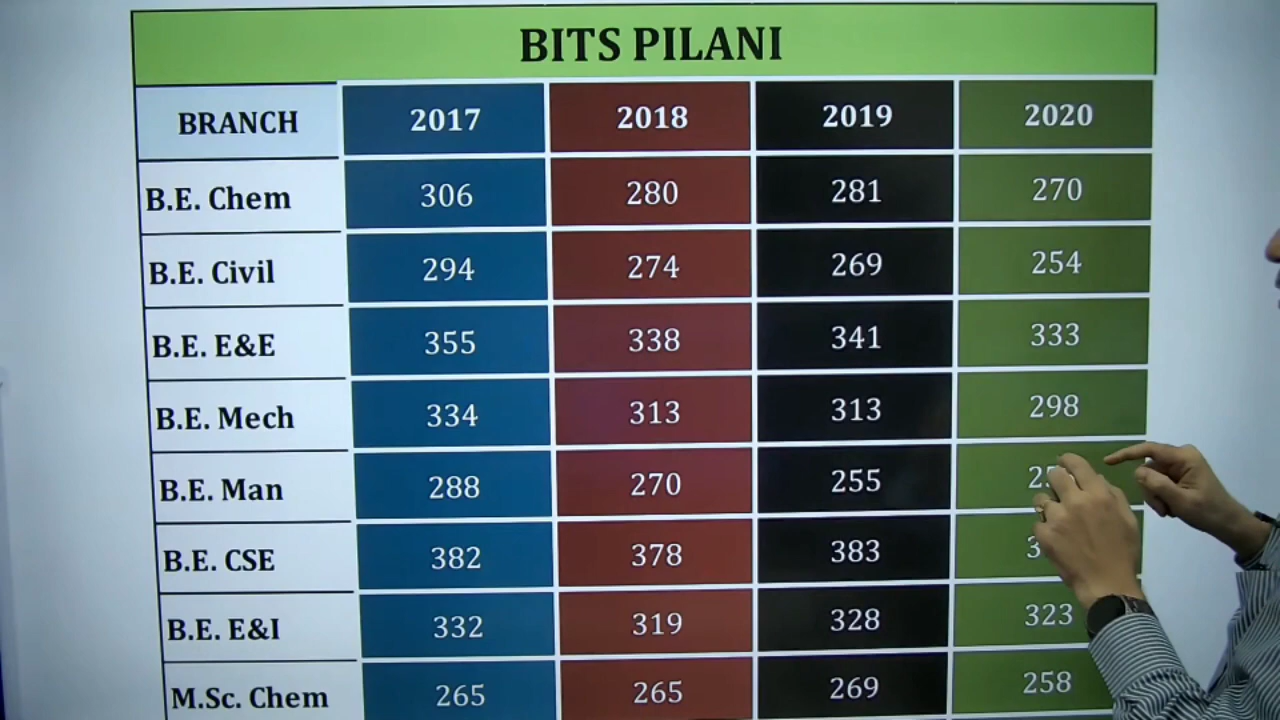 BITS PILANI
BRANCH 2017 2018 2019 2020
B.E. Chem 306 280 281 270
B.E. Civil 294 274 269 254
B.E. E&E 355 338 341 333
B.E. Mech 334 313 313 298
B.E. Man 288 270 255
B.E. CSE 382 378 383
B.E. E&I 332 319 328 323
M.Sc. Chem 265 265 269 258